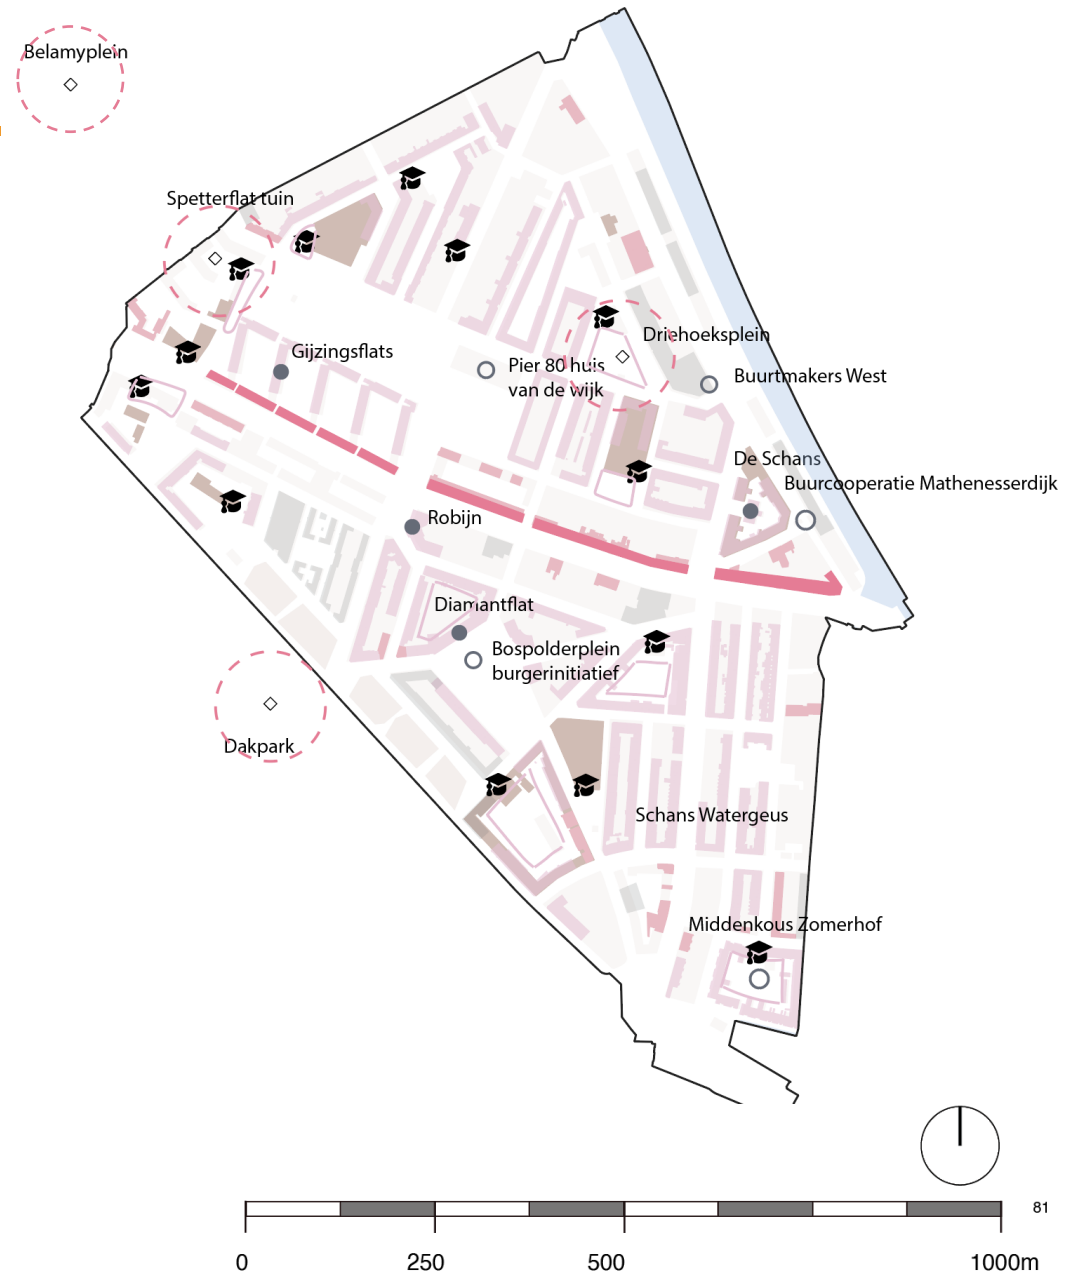 Belamyplein
Spetterflat tuin
Driehoeksplein
Gijzingsflats
Pier 80 huis
van de wijk
Buurtmakers West
De Schans
Buurcooperatie Mathenesserdijk
Robijn
Diamantflat
Bospolderplein
burgerinitiatief
Dakpark
Schans Watergeus
Middenkous Zomerhof
81
0
250
500
1000m